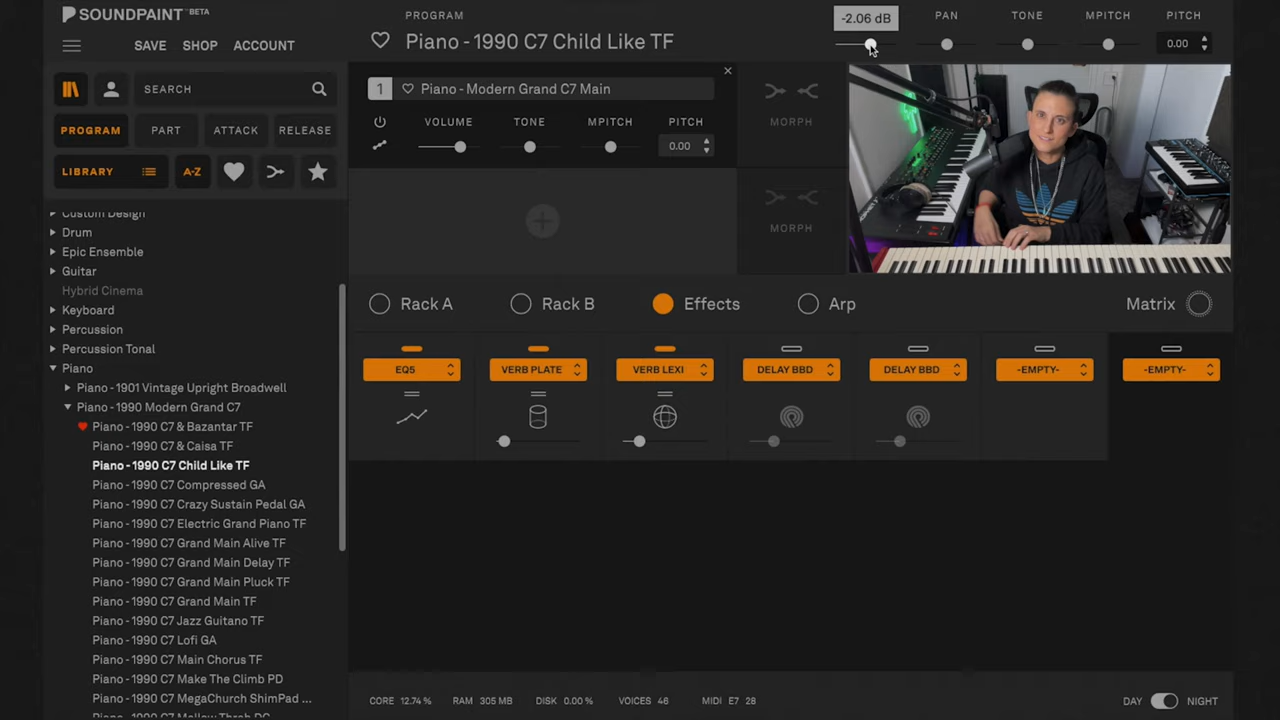 SOUNDPAINT BETA
SAVE SHOP ACCOUNT
PROGRAM
Piano - 1990 C7 Child Like TF
-2.06 dB
PAN
TONE
MPITCH
PITCH
0.00
SEARCH
PROGRAM PART ATTACK RELEASE
LIBRARY A-Z
Custom Design
Drum
Epic Ensemble
Guitar
Hybrid Cinema
Keyboard
Percussion
Percussion Tonal
Piano
Piano - 1901 Vintage Upright Broadwell
Piano - 1990 Modern Grand C7
Piano - 1990 C7 & Bazantar TF
Piano - 1990 C7 & Caisa TF
Piano - 1990 C7 Child Like TF
Piano - 1990 C7 Compressed GA
Piano - 1990 C7 Crazy Sustain Pedal GA
Piano - 1990 C7 Electric Grand Piano TF
Piano - 1990 C7 Grand Main Alive TF
Piano - 1990 C7 Grand Main Delay TF
Piano - 1990 C7 Grand Main Pluck TF
Piano - 1990 C7 Grand Main TF
Piano - 1990 C7 Jazz Guitano TF
Piano - 1990 C7 Lofi GA
Piano - 1990 C7 Main Chorus TF
Piano - 1990 C7 Make The Climb PD
Piano - 1990 C7 MegaChurch ShimPad ...
Piano - 1990 C7 Mellow Throb DC
1 Piano - Modern Grand C7 Main
VOLUME TONE MPITCH PITCH
0.00
MORPH
MORPH
Rack A Rack B Effects Arp Matrix
EQ5 VERB PLATE VERB LEXI DELAY BBD DELAY BBD -EMPTY- -EMPTY-
CORE 12.74 % RAM 305 MB DISK 0.00 % VOICES 46 MIDI E7 28
DAY NIGHT